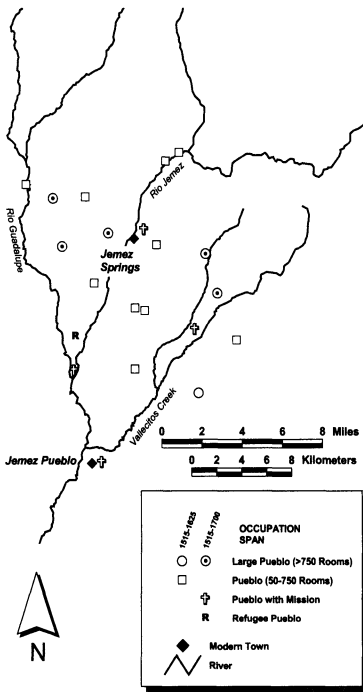 Rio Guadalupe
Rio Jemez
Jemez
Springs
R
Vallecitos Creek
Jemez Pueblo
0 2 4 6 8 Miles
0 2 4 6 8 Kilometers
1515-1625
1515-1700
OCCUPATION
SPAN
Large Pueblo (>750 Rooms)
Pueblo (50-750 Rooms)
Pueblo with Mission
R Refugee Pueblo
Modern Town
River
N